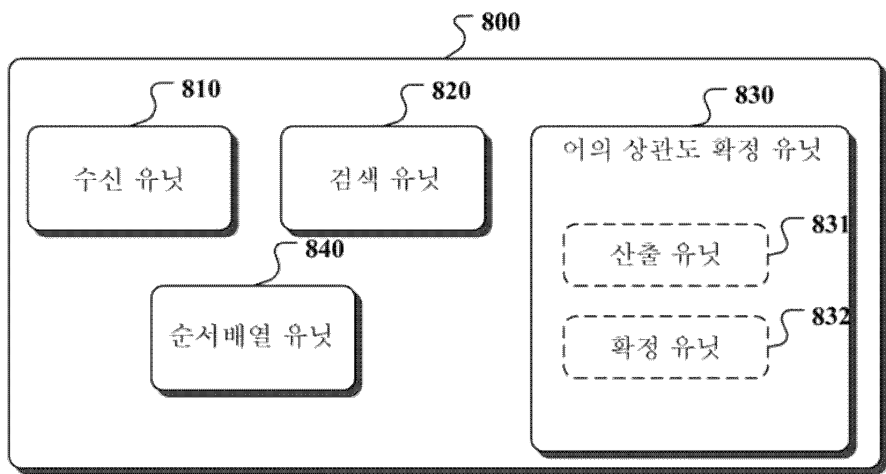 800
810
820
830
수신 유닛
검색 유닛
어의 상관도 확정 유닛
831
산출 유닛
840
순서배열 유닛
832
확정 유닛